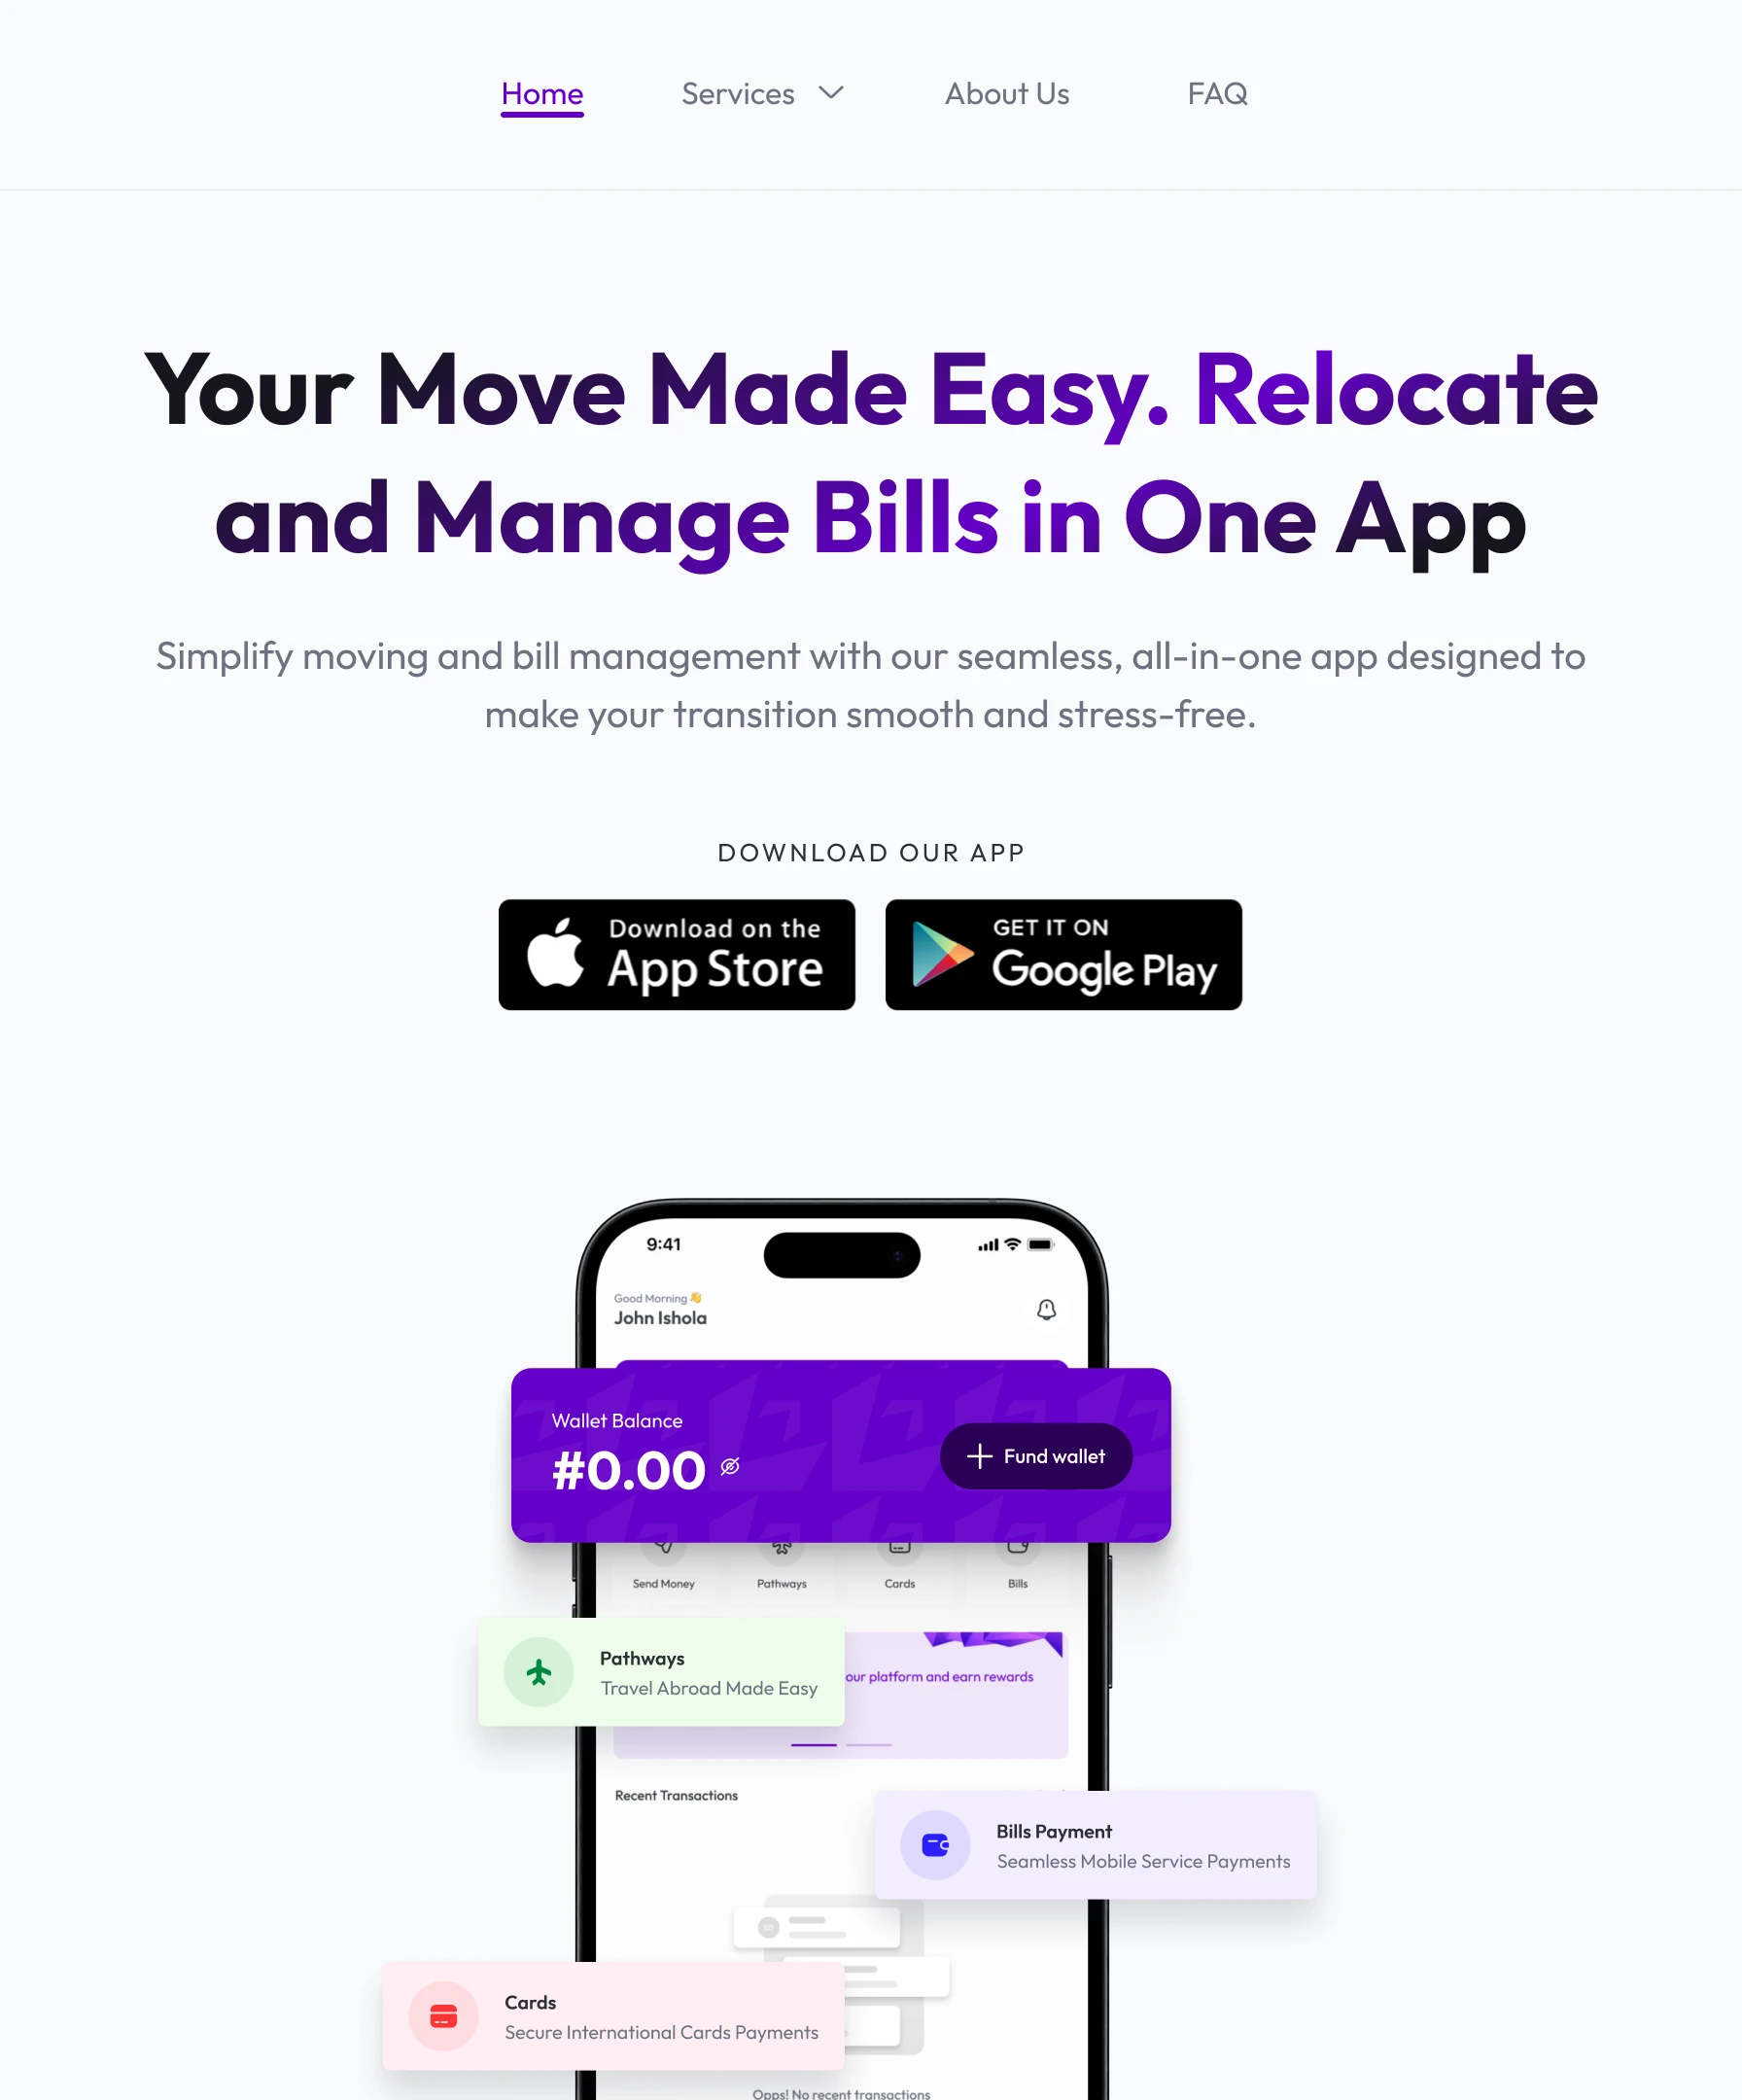 Home Services About Us FAQ
Your Move Made Easy. Relocate
and Manage Bills in One App
Simplify moving and bill management with our seamless, all-in-one app designed to
make your transition smooth and stress-free.
DOWNLOAD OUR APP
Download on the
App Store
GET IT ON
Google Play
9:41
Good Morning 👋
John Ishola
Wallet Balance
#0.00
Fund wallet
Send Money Pathways Cards Bills
Pathways
Travel Abroad Made Easy
our platform and earn rewards
Recent Transactions
Bills Payment
Seamless Mobile Service Payments
SD
Cards
Secure International Cards Payments
Opps! No recent transactions